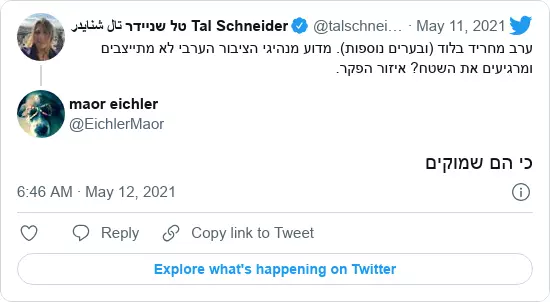 Tal Schneider טל שניידר تال شنايدر @talschnei... · May 11, 2021
ערב מחריד בלוד (ובערים נוספות). מדוע מנהיגי הציבור הערבי לא מתייצבים
ומרגיעים את השטח? איזור הפקר.
maor eichler
@EichlerMaor
כי הם שמוקים
6:46 AM · May 12, 2021
Reply
Copy link to Tweet
Explore what's happening on Twitter